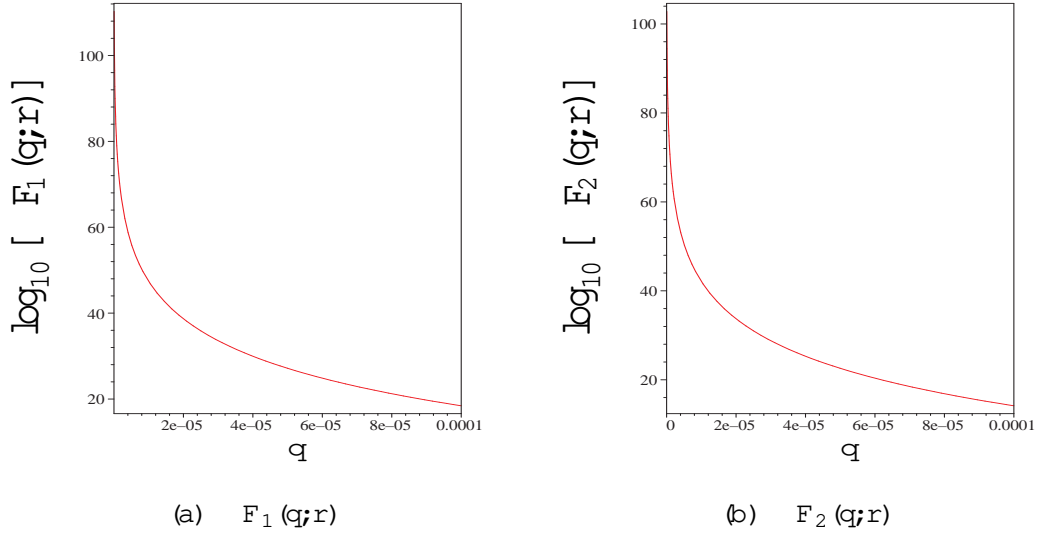 log10 [ F1(q;r)]
100
80
60
40
20
2e–05
4e–05
6e–05
8e–05
0.0001
q
(a) F1(q;r)
log10 [ F2(q;r)]
100
80
60
40
20
0
2e–05
4e–05
6e–05
8e–05
0.0001
q
(b) F2(q;r)